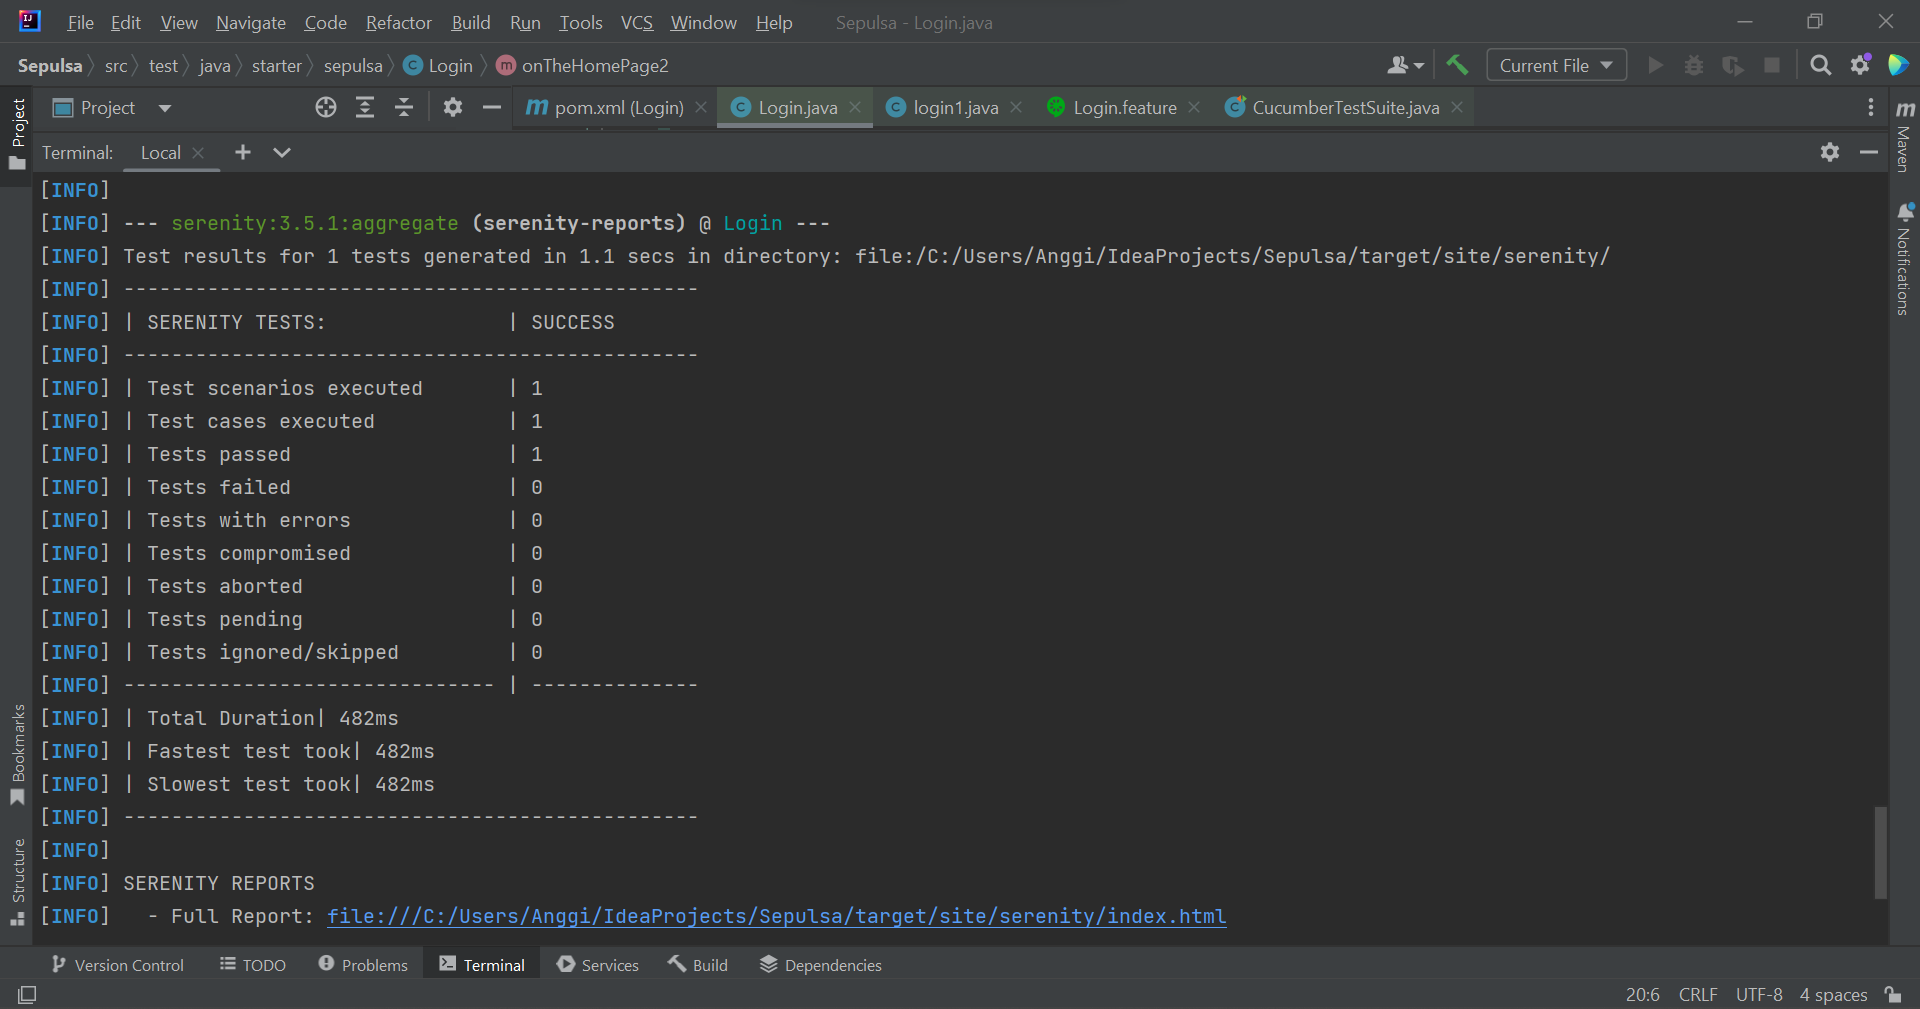 File Edit View Navigate Code Refactor Build Run Tools VCS Window Help Sepulsa - Login.java
Sepulsa src test java starter sepulsa C Login m onTheHomePage2 Current File
Project
Project m pom.xml (Login) C Login.java C login1.java Login.feature C CucumberTestSuite.java
m Maven
Notifications
Terminal: Local
[INFO]
[INFO] --- serenity:3.5.1:aggregate (serenity-reports) @ Login ---
[INFO] Test results for 1 tests generated in 1.1 secs in directory: file:/C:/Users/Anggi/IdeaProjects/Sepulsa/target/site/serenity/
[INFO] ------------------------------------------------
[INFO] | SERENITY TESTS:               | SUCCESS
[INFO] ------------------------------------------------
[INFO] | Test scenarios executed       | 1
[INFO] | Test cases executed           | 1
[INFO] | Tests passed                  | 1
[INFO] | Tests failed                  | 0
[INFO] | Tests with errors             | 0
[INFO] | Tests compromised             | 0
[INFO] | Tests aborted                 | 0
[INFO] | Tests pending                 | 0
[INFO] | Tests ignored/skipped         | 0
[INFO] ------------------------------- | --------------
[INFO] | Total Duration| 482ms
[INFO] | Fastest test took| 482ms
[INFO] | Slowest test took| 482ms
[INFO] ------------------------------------------------
[INFO]
[INFO] SERENITY REPORTS
[INFO]   - Full Report: file:///C:/Users/Anggi/IdeaProjects/Sepulsa/target/site/serenity/index.html
Bookmarks
Structure
Version Control TODO Problems Terminal Services Build Dependencies
20:6 CRLF UTF-8 4 spaces